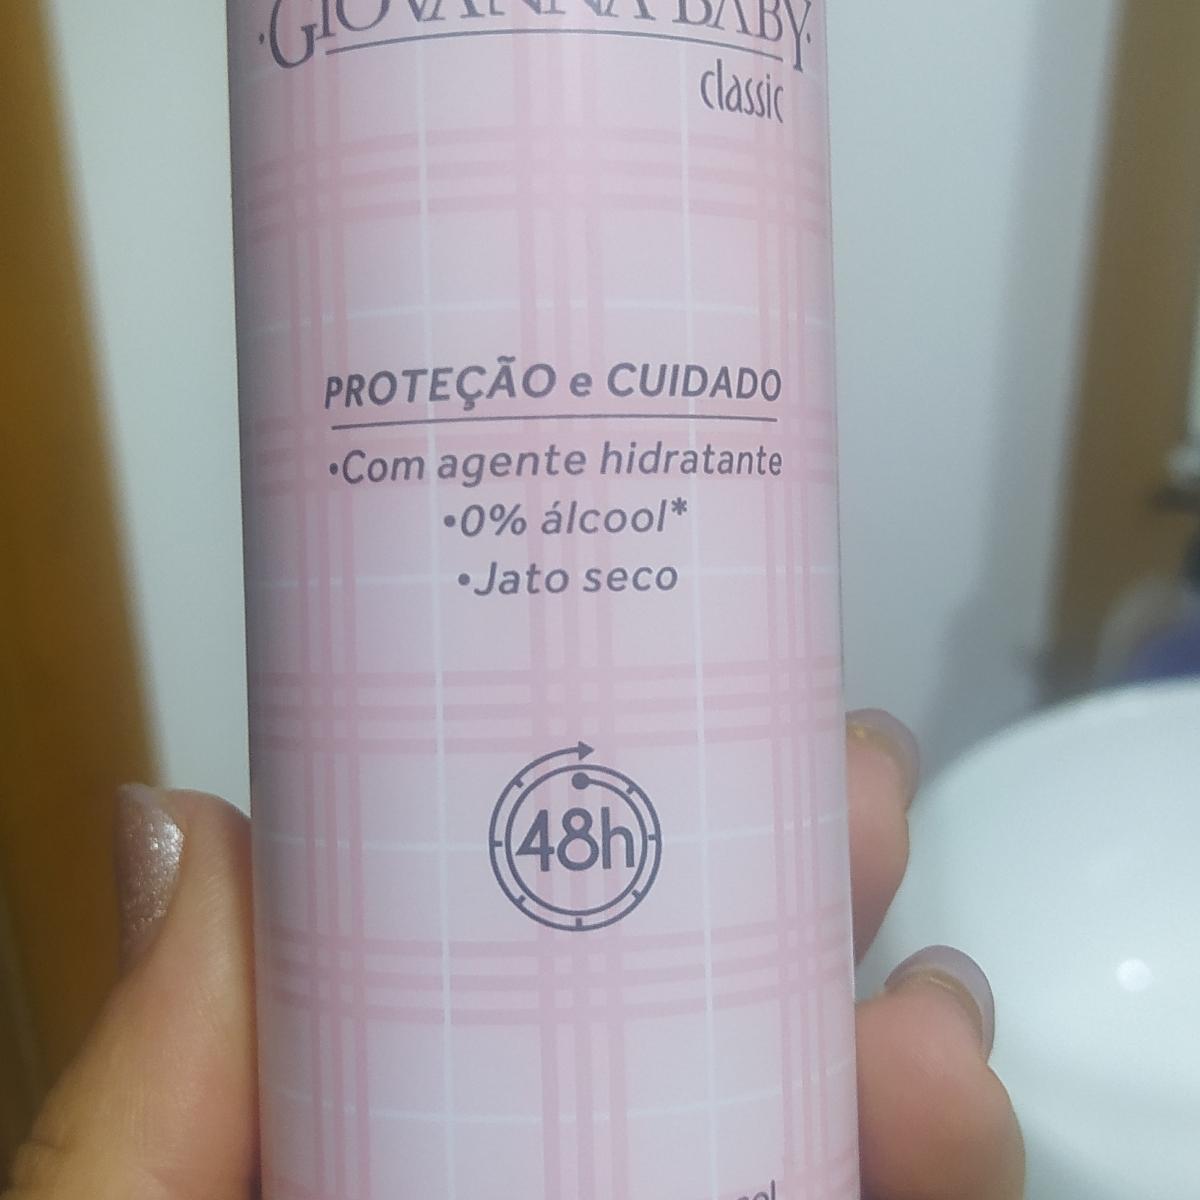 •GIOVANNA BABY•
classic
PROTEÇÃO e CUIDADO
•Com agente hidratante
•0% álcool*
•Jato seco
48h